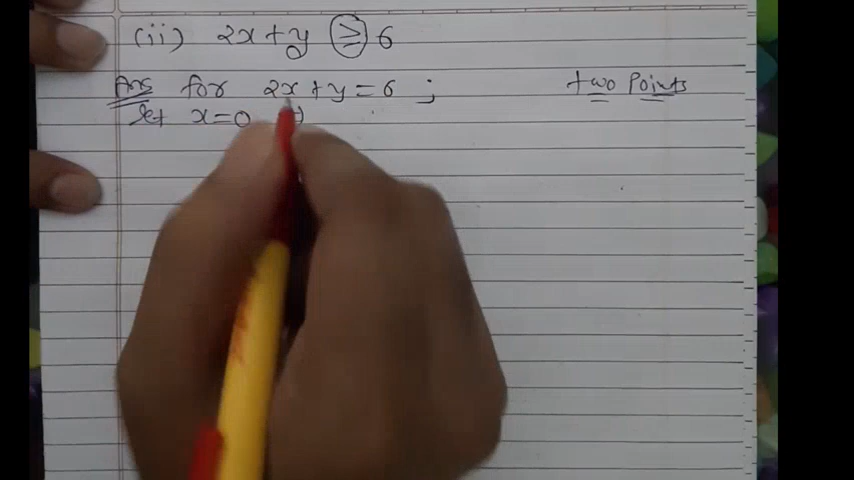 (ii) 2x+y ≥ 6
Ans for 2x+y=6 ; two points
let x=0